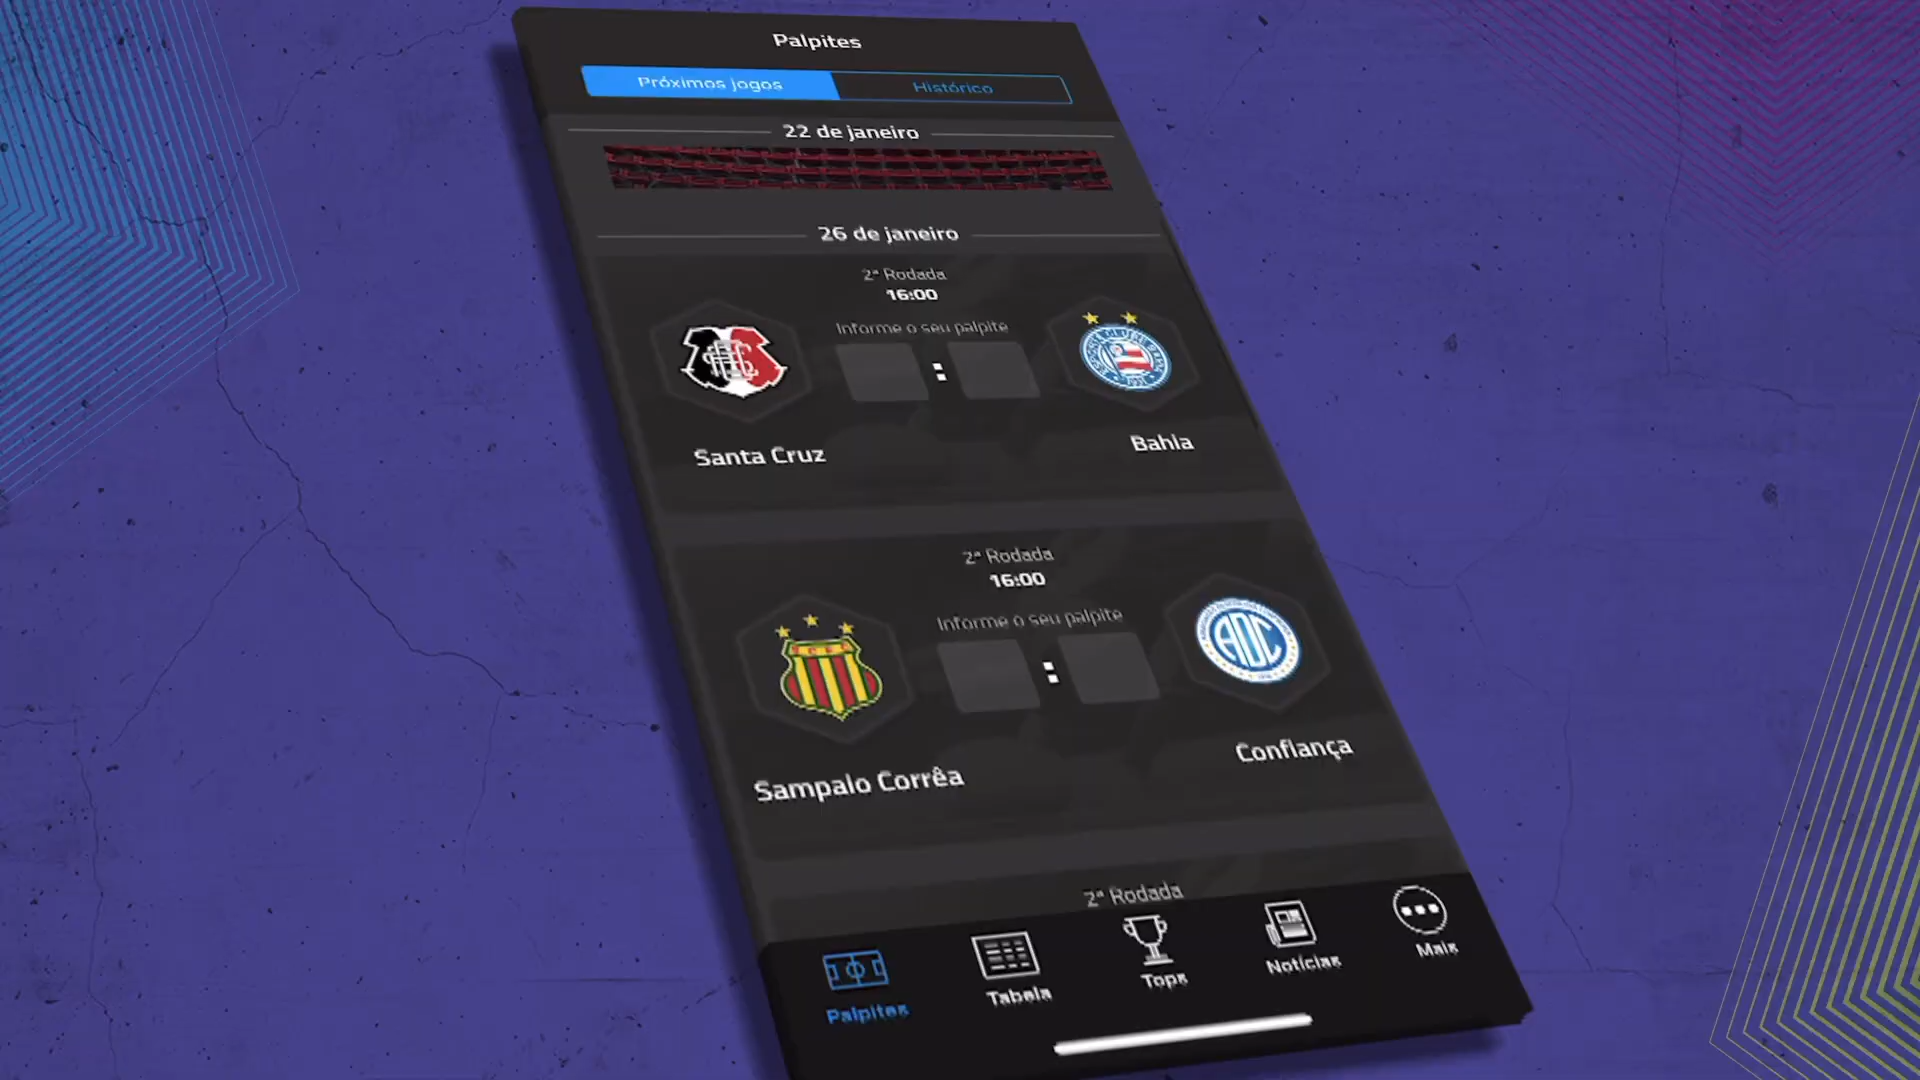 Palpites
Próximos jogos
Histórico
22 de janeiro
26 de janeiro
2ª Rodada
16:00
Informe o seu palpite
:
Santa Cruz
Bahia
2ª Rodada
16:00
Informe o seu palpite
:
ADC
Sampaio Corrêa
Confiança
2ª Rodada
Palpites
Tabela
Tops
Notícias
Mais